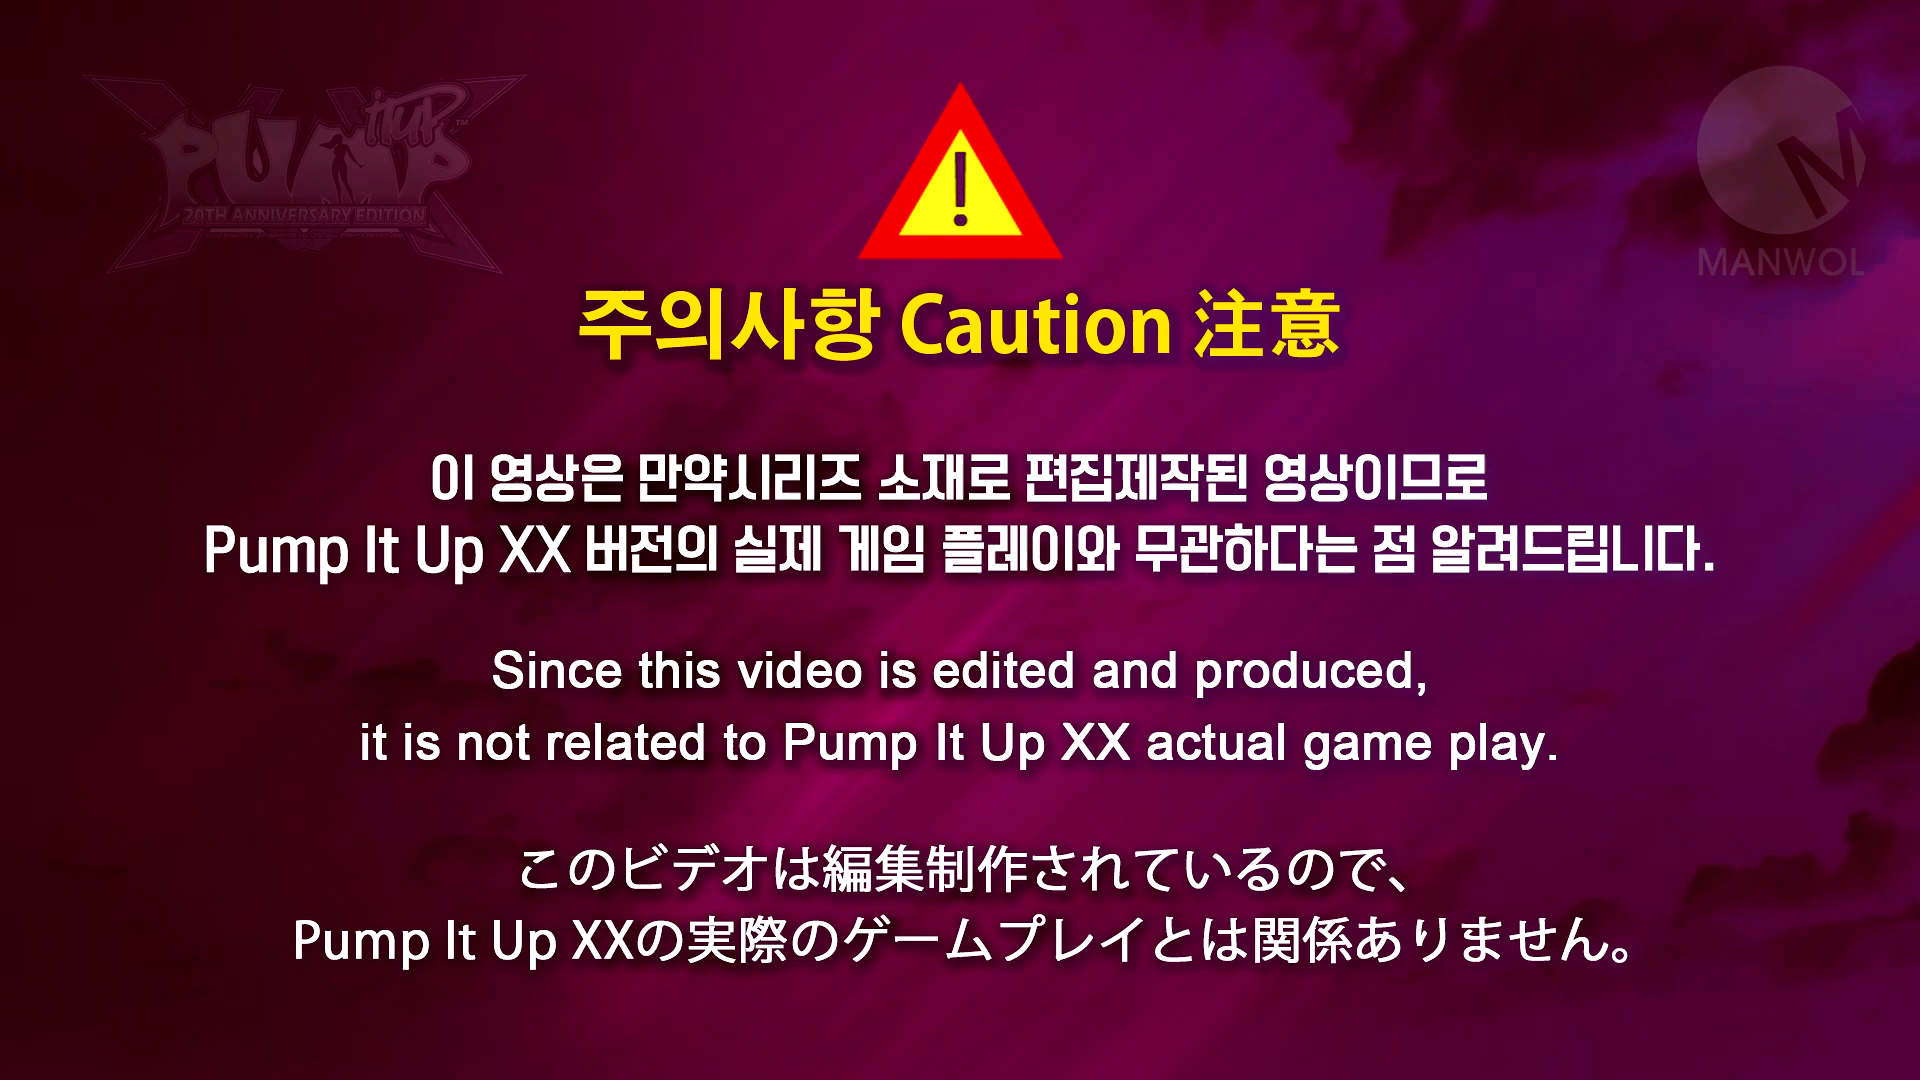 PUMP it UP™
20TH ANNIVERSARY EDITION
M
MANWOL
!
주의사항 Caution 注意
이 영상은 만약시리즈 소재로 편집제작된 영상이므로
Pump It Up XX 버전의 실제 게임 플레이와 무관하다는 점 알려드립니다.
Since this video is edited and produced,
it is not related to Pump It Up XX actual game play.
このビデオは編集制作されているので、
Pump It Up XXの実際のゲームプレイとは関係ありません。